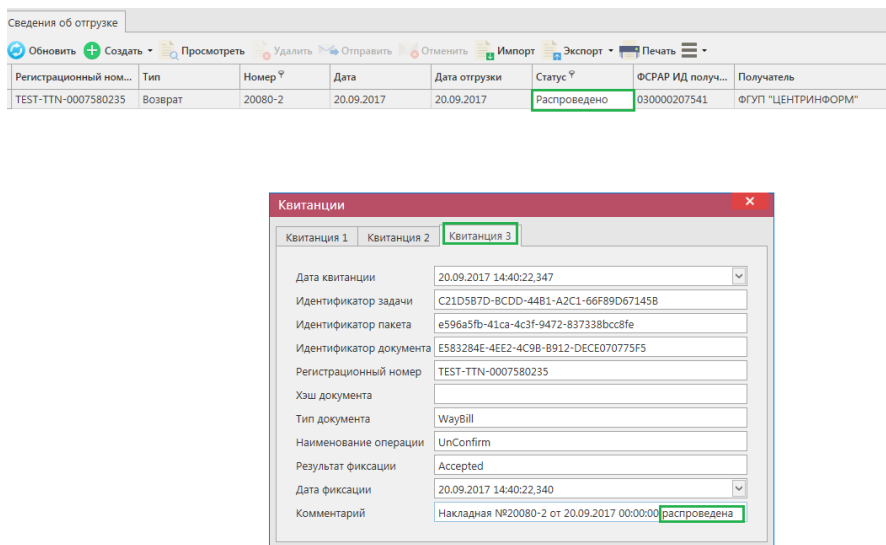 Сведения об отгрузке
Обновить Создать Просмотреть Удалить Отправить Отменить Импорт Экспорт Печать
Регистрационный ном... Тип Номер Дата Дата отгрузки Статус ФСРАР ИД получ... Получатель
TEST-TTN-0007580235 Возврат 20080-2 20.09.2017 20.09.2017 Распроведено 030000207541 ФГУП "ЦЕНТРИНФОРМ"
Квитанции
Квитанция 1 Квитанция 2 Квитанция 3
Дата квитанции 20.09.2017 14:40:22,347
Идентификатор задачи C21D5B7D-BCDD-44B1-A2C1-66F89D67145B
Идентификатор пакета e596a5fb-41ca-4c3f-9472-837338bcc8fe
Идентификатор документа E583284E-4EE2-4C9B-B912-DECE070775F5
Регистрационный номер TEST-TTN-0007580235
Хэш документа
Тип документа WayBill
Наименование операции UnConfirm
Результат фиксации Accepted
Дата фиксации 20.09.2017 14:40:22,340
Комментарий Накладная №20080-2 от 20.09.2017 00:00:00 распроведена